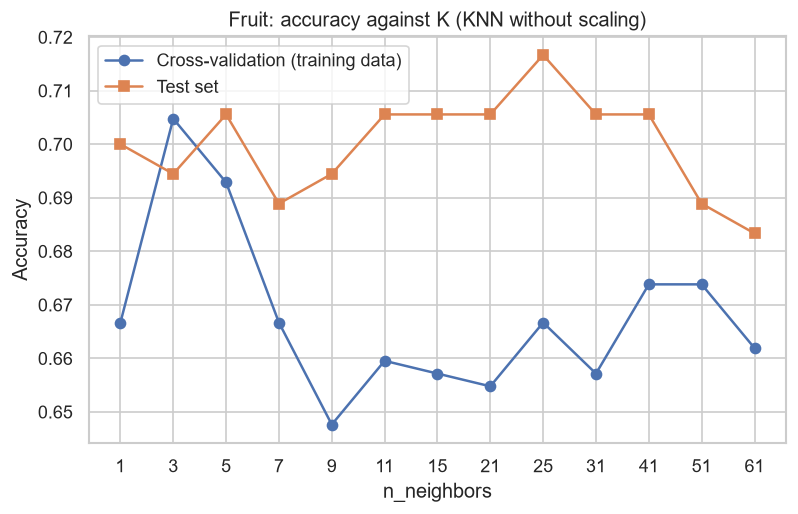 Fruit: accuracy against K (KNN without scaling)
Cross-validation (training data)
Test set
Accuracy
0.72
0.71
0.70
0.69
0.68
0.67
0.66
0.65
1 3 5 7 9 11 15 21 25 31 41 51 61
n_neighbors